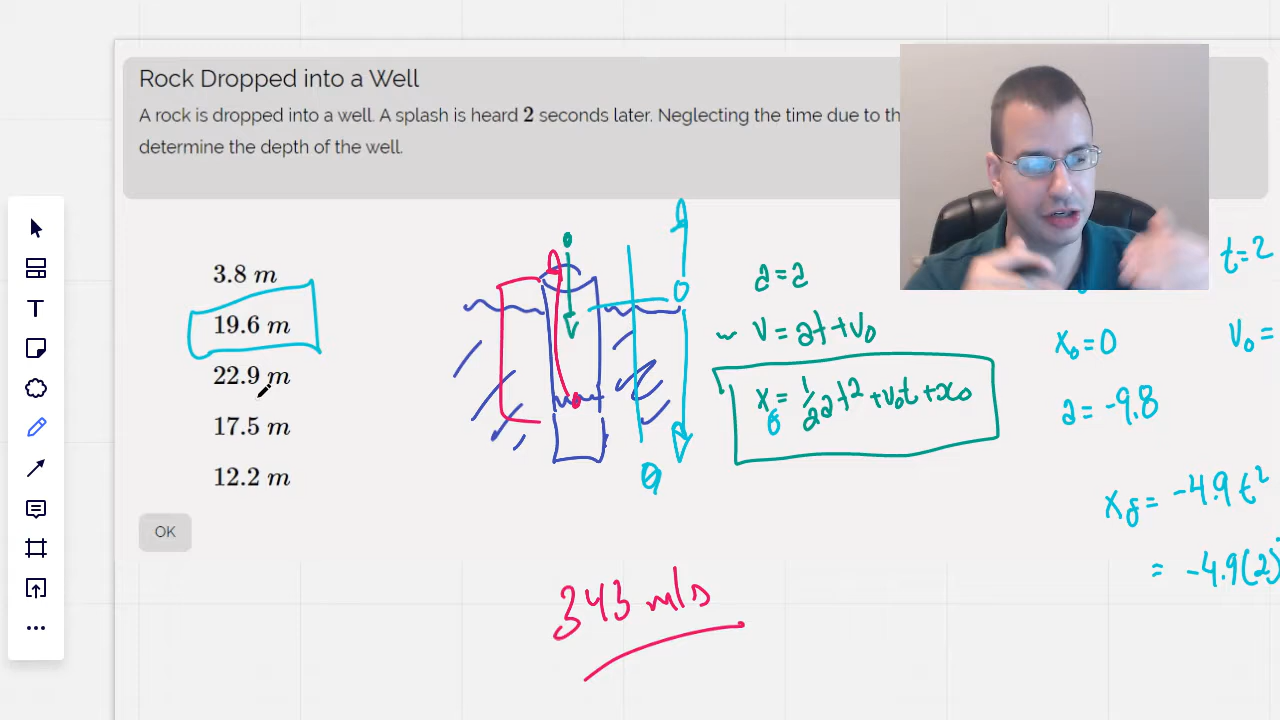 Rock Dropped into a Well
A rock is dropped into a well. A splash is heard 2 seconds later. Neglecting the time due to th
determine the depth of the well.
3.8 m
19.6 m
22.9 m
17.5 m
12.2 m
OK
0
a = a
v = at + v₀
x = ½at² + v₀t + x₀
t = 2
x₀ = 0
v₀ =
a = -9.8
x_f = -4.9t²
= -4.9(2)
343 m/s
T